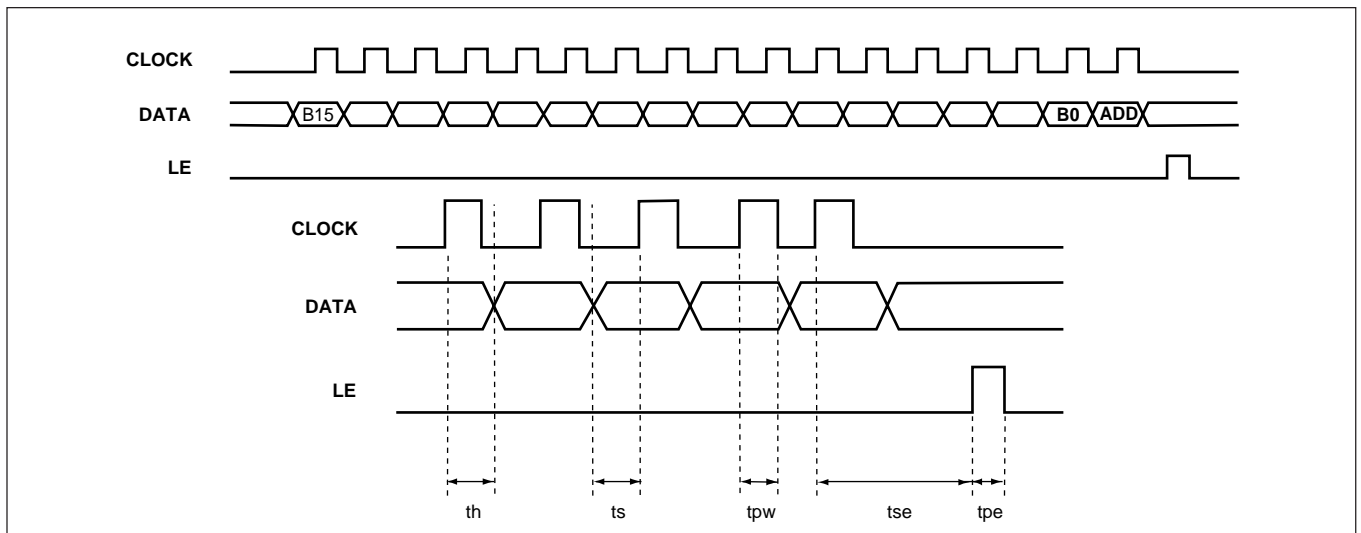 CLOCK
DATA B15 B0 ADD
LE
CLOCK
DATA
LE
th ts tpw tse tpe